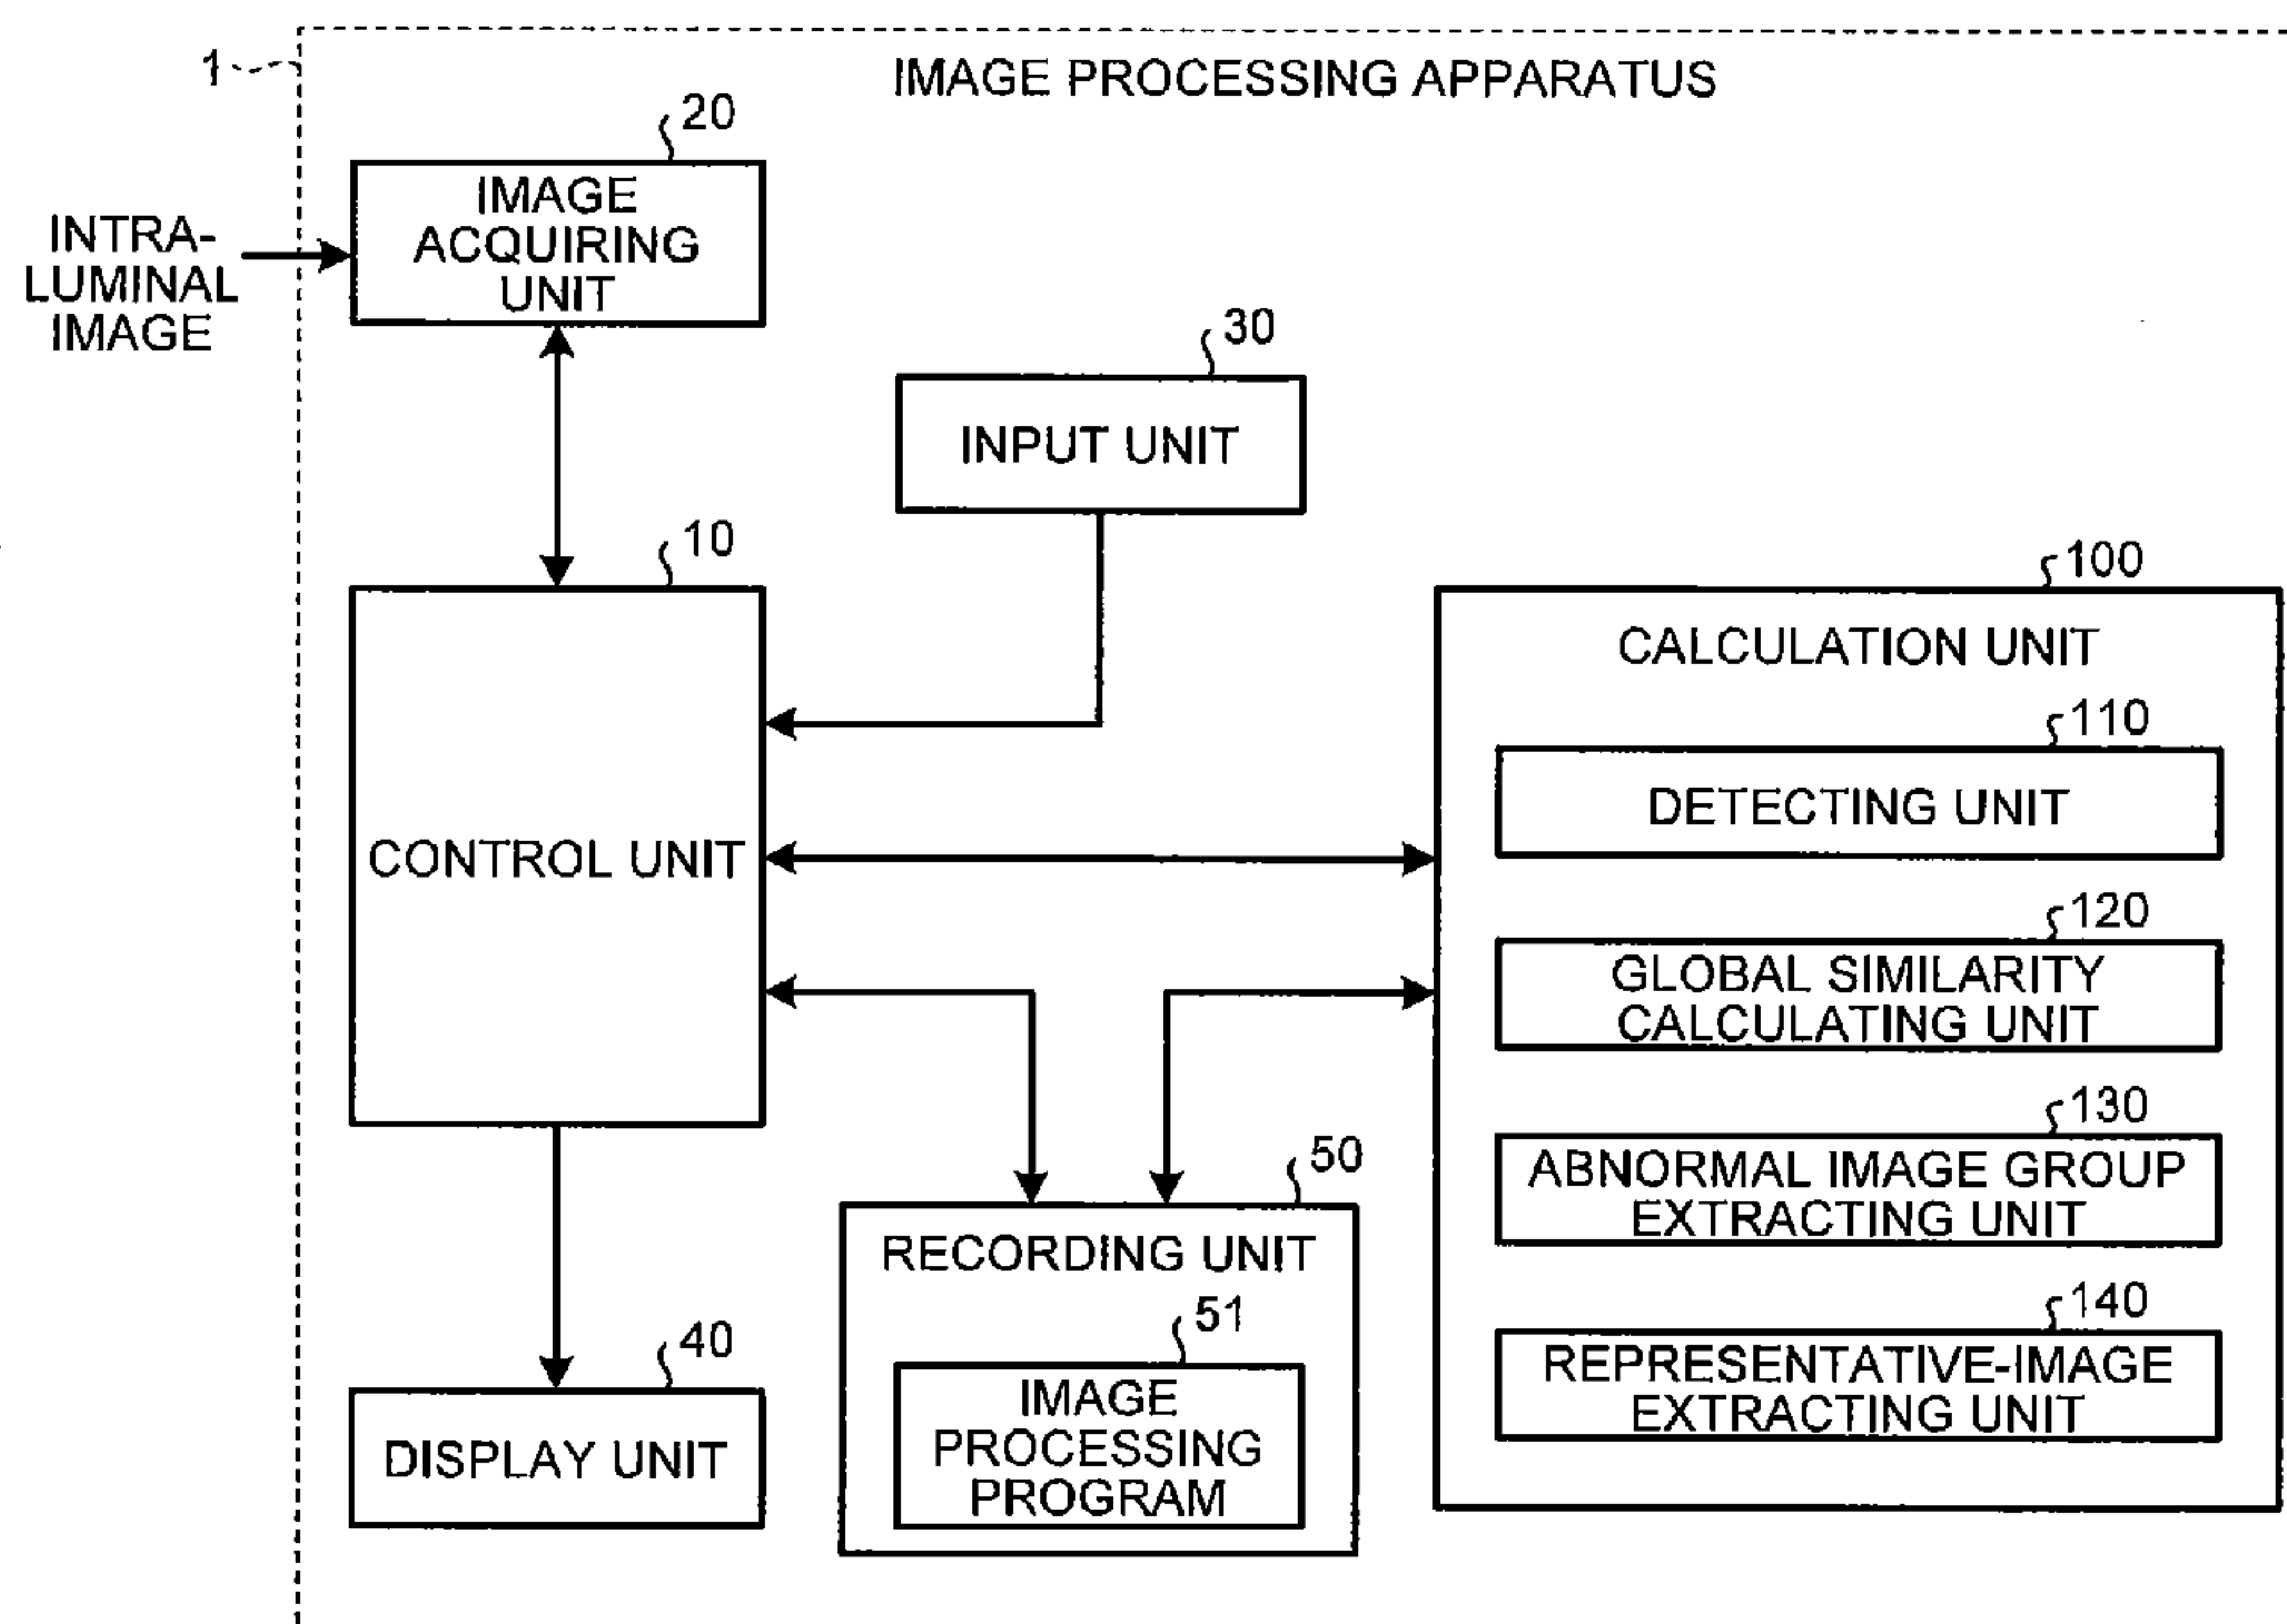 1
IMAGE PROCESSING APPARATUS
20
IMAGE
ACQUIRING
UNIT
INTRA-
LUMINAL
IMAGE
30
INPUT UNIT
10
CONTROL UNIT
100
CALCULATION UNIT
110
DETECTING UNIT
120
GLOBAL SIMILARITY
CALCULATING UNIT
130
ABNORMAL IMAGE GROUP
EXTRACTING UNIT
140
REPRESENTATIVE-IMAGE
EXTRACTING UNIT
50
RECORDING UNIT
51
IMAGE
PROCESSING
PROGRAM
40
DISPLAY UNIT